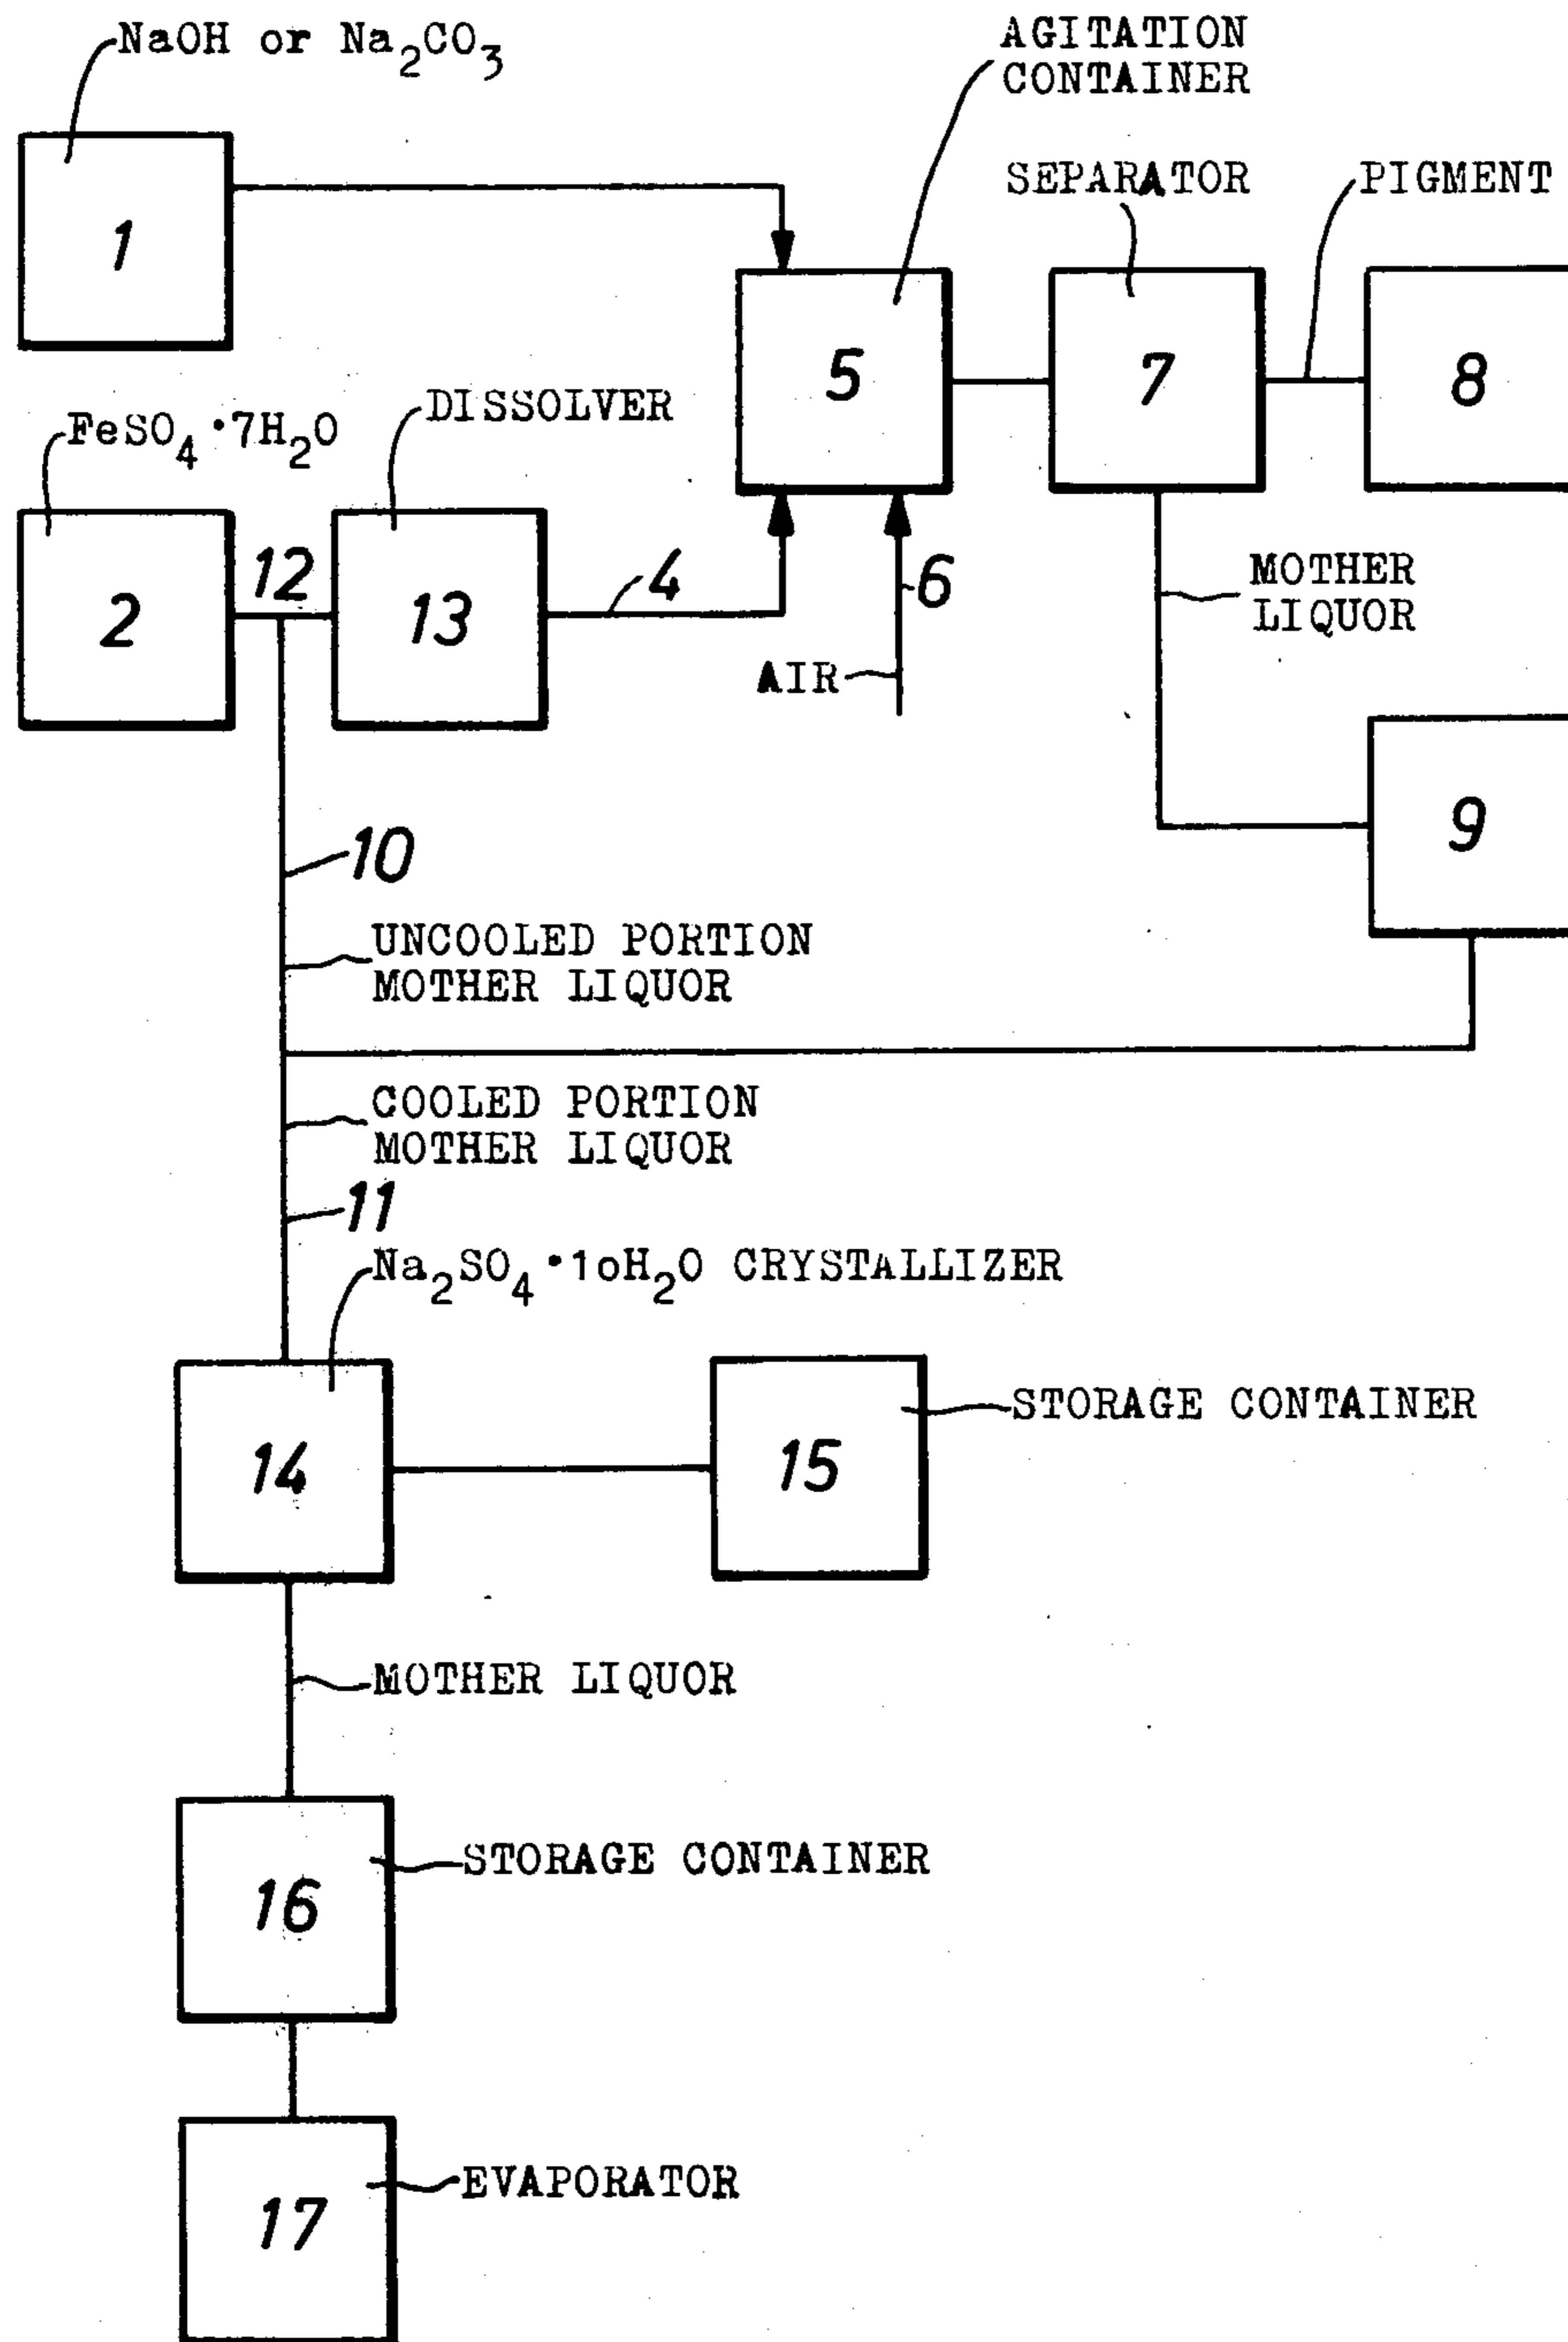 NaOH or Na₂CO₃
AGITATION
CONTAINER
SEPARATOR
PIGMENT
1
5
7
8
FeSO₄·7H₂O
DISSOLVER
2
12
13
4
6
AIR
MOTHER
LIQUOR
9
10
UNCOOLED PORTION
MOTHER LIQUOR
COOLED PORTION
MOTHER LIQUOR
11
Na₂SO₄·10H₂O CRYSTALLIZER
14
15
STORAGE CONTAINER
MOTHER LIQUOR
16
STORAGE CONTAINER
17
EVAPORATOR